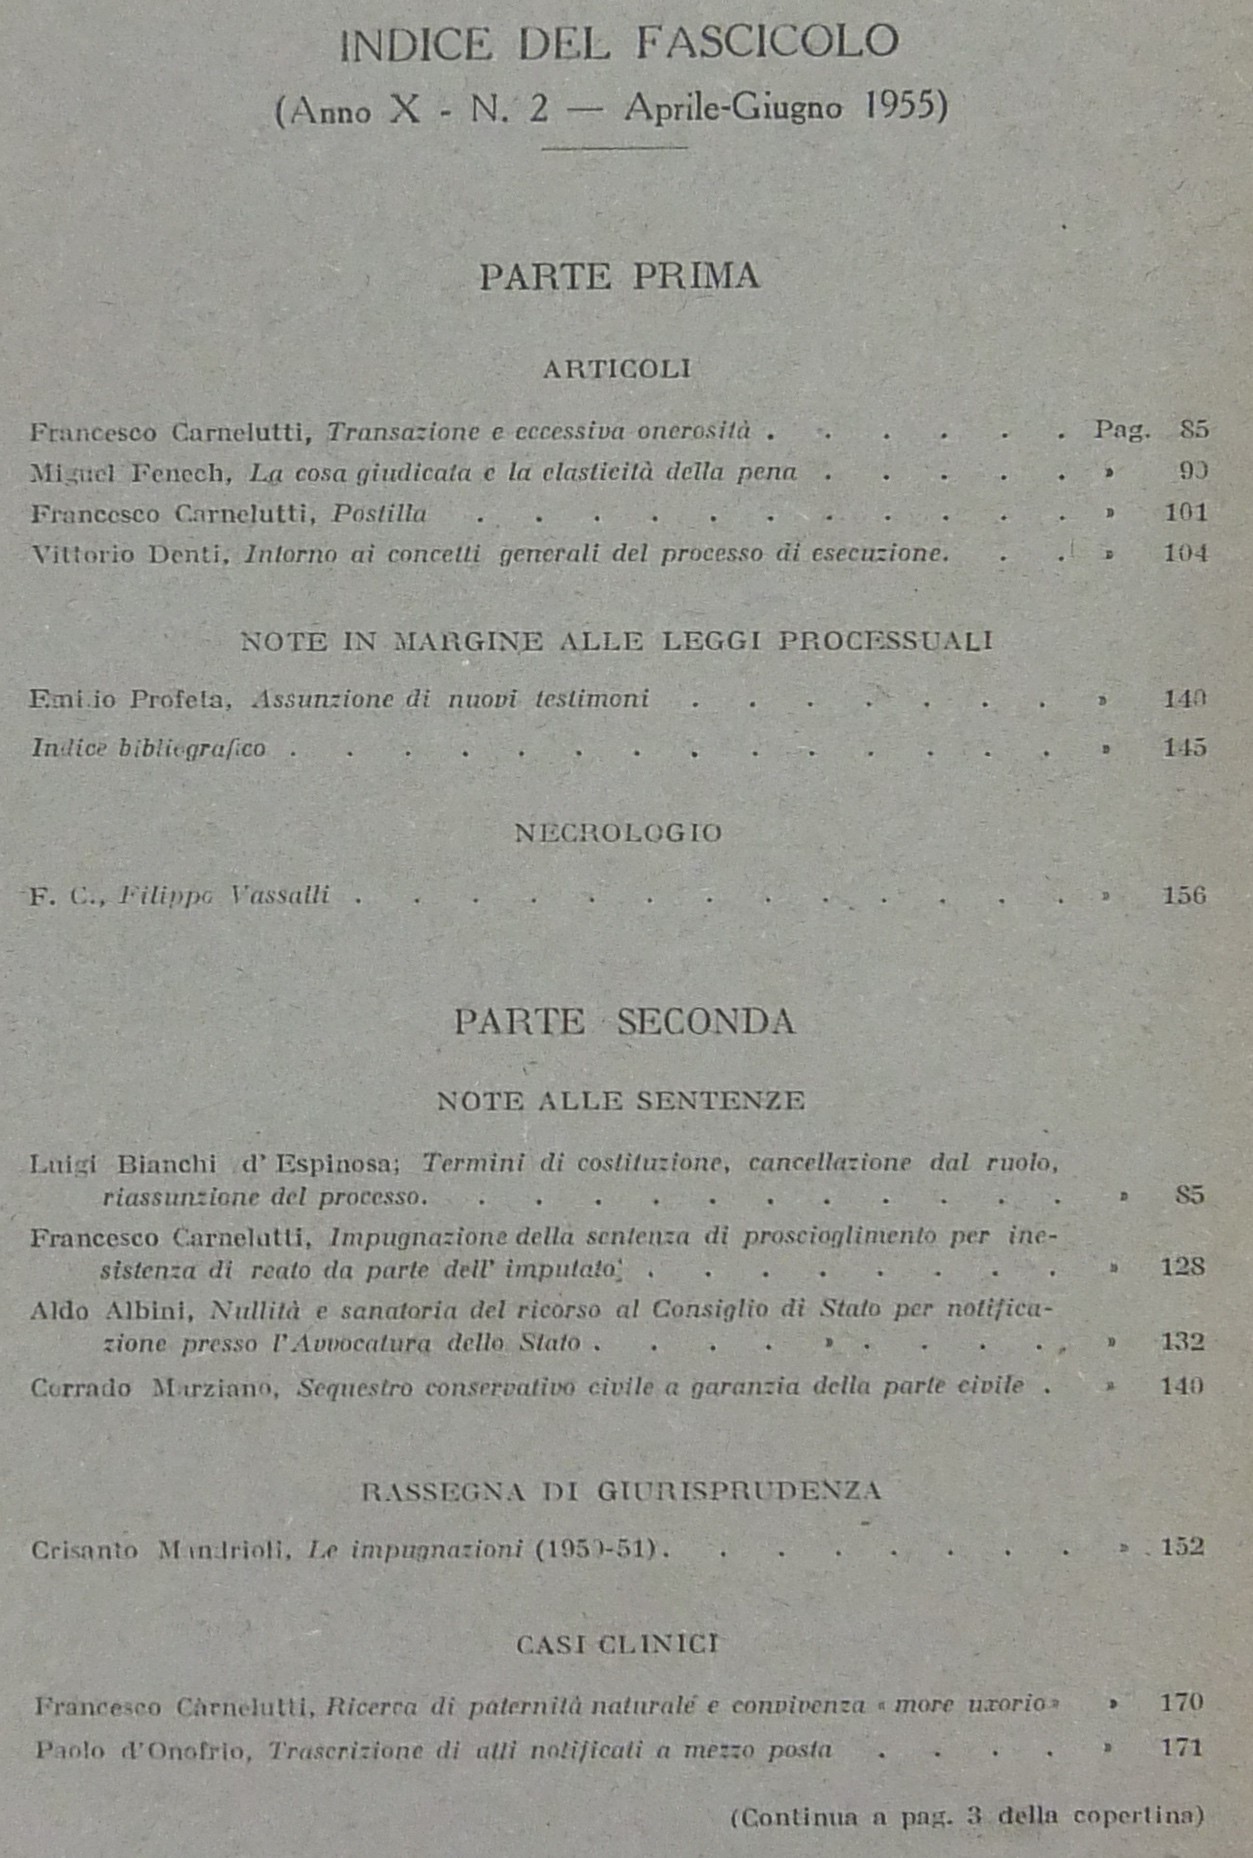 INDICE DEL FASCICOLO
(Anno X - N. 2 — Aprile-Giugno 1955)
PARTE PRIMA
ARTICOLI
Francesco Carnelutti, Transazione e eccessiva onerosità . . . . . . Pag. 85
Miguel Fenech, La cosa giudicata e la elasticità della pena . . . . . » 90
Francesco Carnelutti, Postilla . . . . . . . . . . . » 101
Vittorio Denti, Intorno ai concetti generali del processo di esecuzione. . . » 104
NOTE IN MARGINE ALLE LEGGI PROCESSUALI
Emilio Profeta, Assunzione di nuovi testimoni . . . . . . . » 140
Indice bibliografico . . . . . . . . . . . . . . » 145
NECROLOGIO
F. C., Filippo Vassalli . . . . . . . . . . . . . » 156
PARTE SECONDA
NOTE ALLE SENTENZE
Luigi Bianchi d' Espinosa; Termini di costituzione, cancellazione dal ruolo,
riassunzione del processo. . . . . . . . . . . . » 85
Francesco Carnelutti, Impugnazione della sentenza di proscioglimento per ine-
sistenza di reato da parte dell' imputato . . . . . . . . » 128
Aldo Albini, Nullità e sanatoria del ricorso al Consiglio di Stato per notifica-
zione presso l'Avvocatura dello Stato . . . . » . . . . . » 132
Corrado Marziano, Sequestro conservativo civile a garanzia della parte civile . » 140
RASSEGNA DI GIURISPRUDENZA
Crisanto Mandrioli, Le impugnazioni (1950-51). . . . . . . . » 152
CASI CLINICI
Francesco Carnelutti, Ricerca di paternità naturale e convivenza « more uxorio» » 170
Paolo d'Onofrio, Trascrizione di atti notificati a mezzo posta . . . . » 171
(Continua a pag. 3 della copertina)